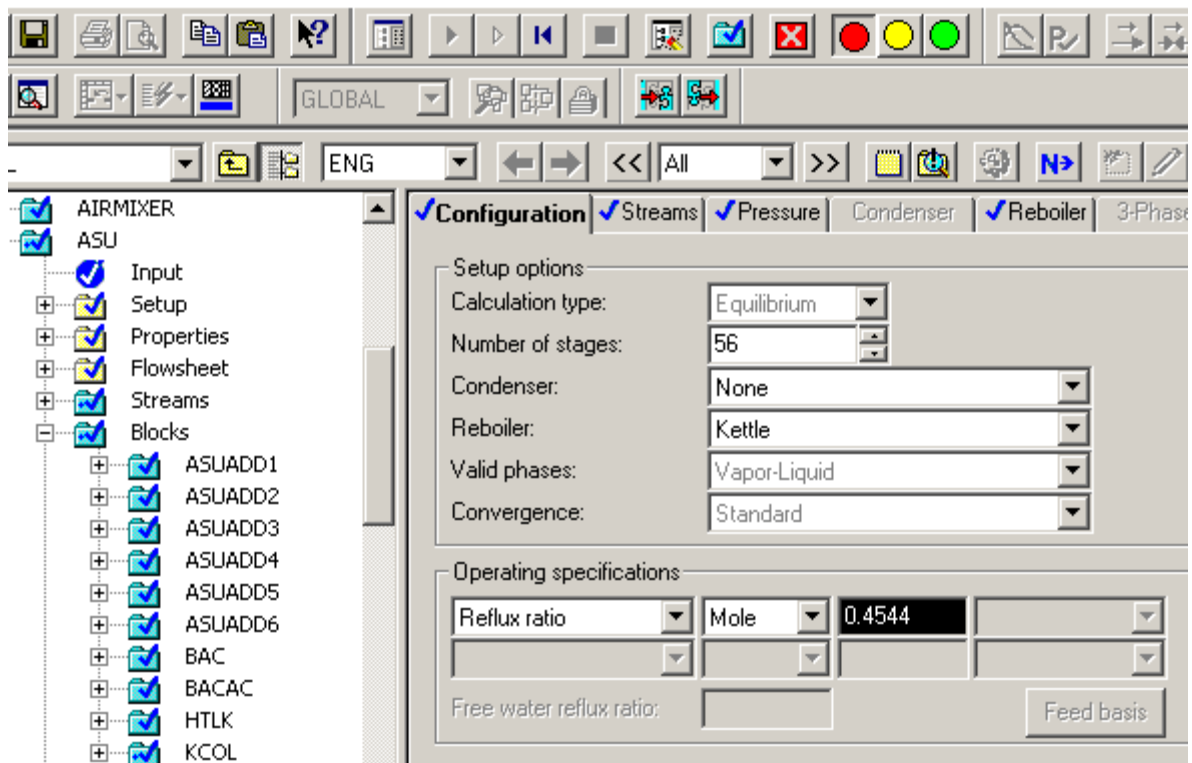 GLOBAL
ENG
<< All >>
N
AIRMIXER
ASU
Input
Setup
Properties
Flowsheet
Streams
Blocks
ASUADD1
ASUADD2
ASUADD3
ASUADD4
ASUADD5
ASUADD6
BAC
BACAC
HTLK
KCOL
Configuration Streams Pressure Condenser Reboiler 3-Phase
Setup options
Calculation type: Equilibrium
Number of stages: 56
Condenser: None
Reboiler: Kettle
Valid phases: Vapor-Liquid
Convergence: Standard
Operating specifications
Reflux ratio Mole 0.4544
Free water reflux ratio: Feed basis